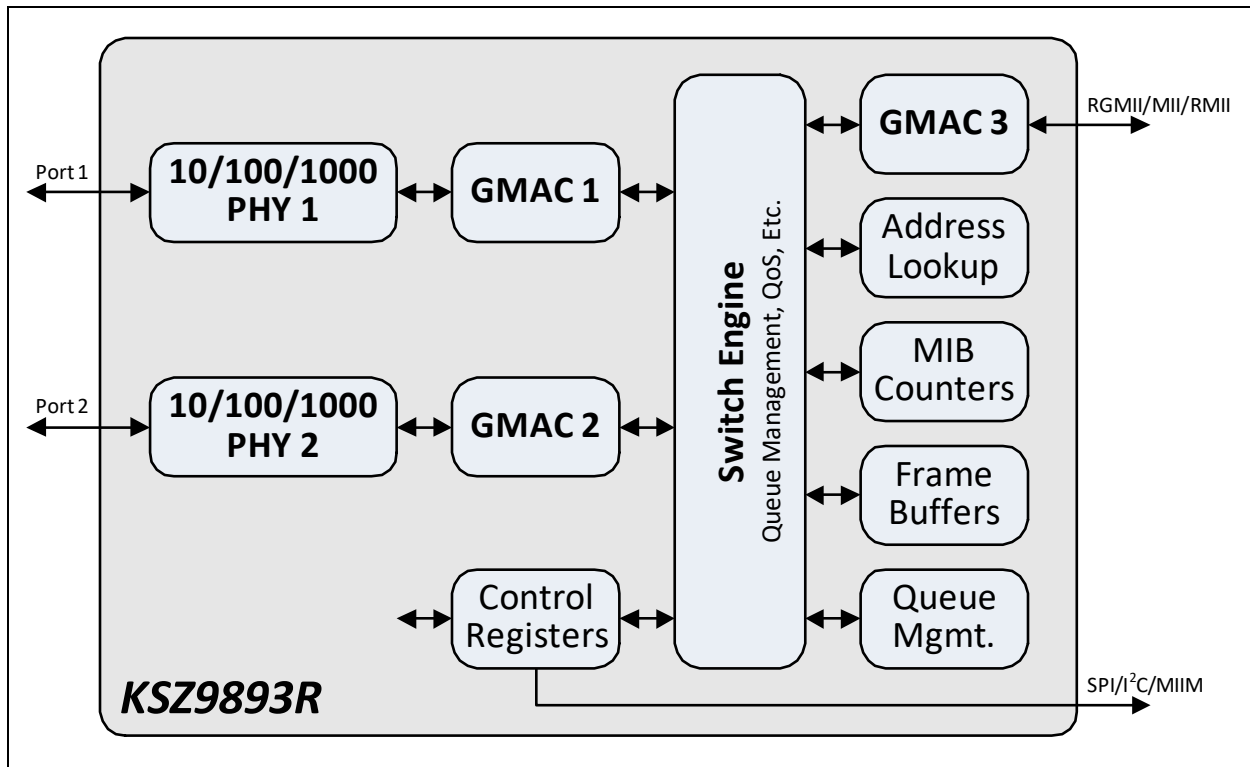 Port 1
10/100/1000
PHY 1
GMAC 1
Port 2
10/100/1000
PHY 2
GMAC 2
Control
Registers
Switch Engine
Queue Management, QoS, Etc.
GMAC 3
RGMII/MII/RMII
Address
Lookup
MIB
Counters
Frame
Buffers
Queue
Mgmt.
SPI/I²C/MIIM
KSZ9893R